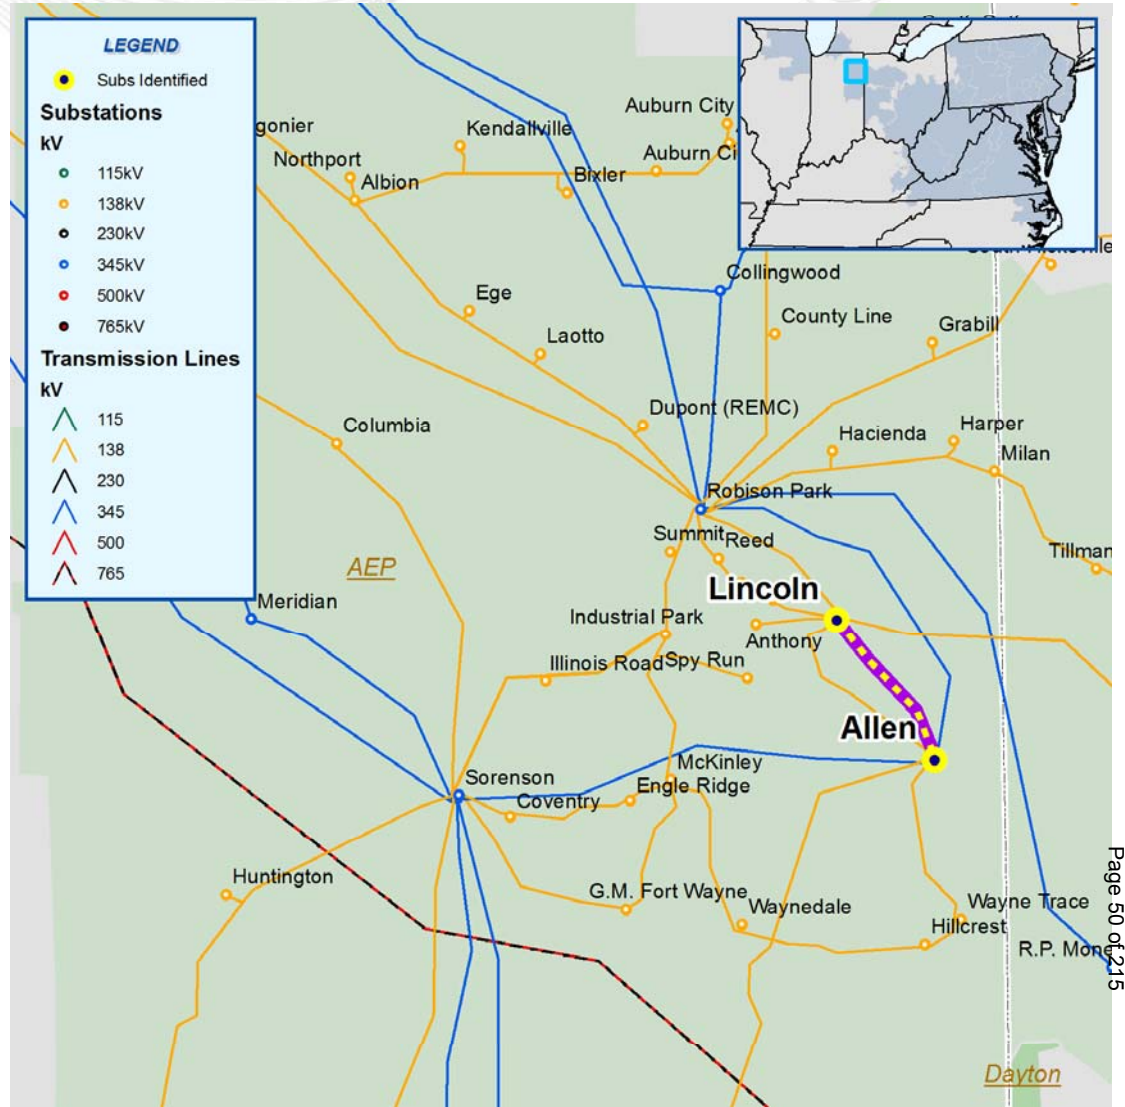 LEGEND
Subs Identified
Substations
kV
115kV
138kV
230kV
345kV
500kV
765kV
Transmission Lines
kV
115
138
230
345
500
765
gonier
Northport
Kendallville
Albion
Bixler
Auburn City
Auburn Ci
Collingwood
Ege
Laotto
County Line
Grabill
Dupont (REMC)
Columbia
Hacienda
Harper
Milan
Robison Park
Summit
Reed
Tillman
AEP
Lincoln
Meridian
Industrial Park
Anthony
Illinois Road
Spy Run
Allen
McKinley
Sorenson
Engle Ridge
Coventry
Huntington
G.M. Fort Wayne
Waynedale
Wayne Trace
Hillcrest
R.P. Mone
Dayton
Page 50 of 215